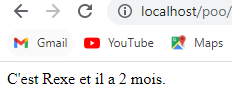 localhost/poo/
Gmail YouTube Maps
C'est Rexe et il a 2 mois.